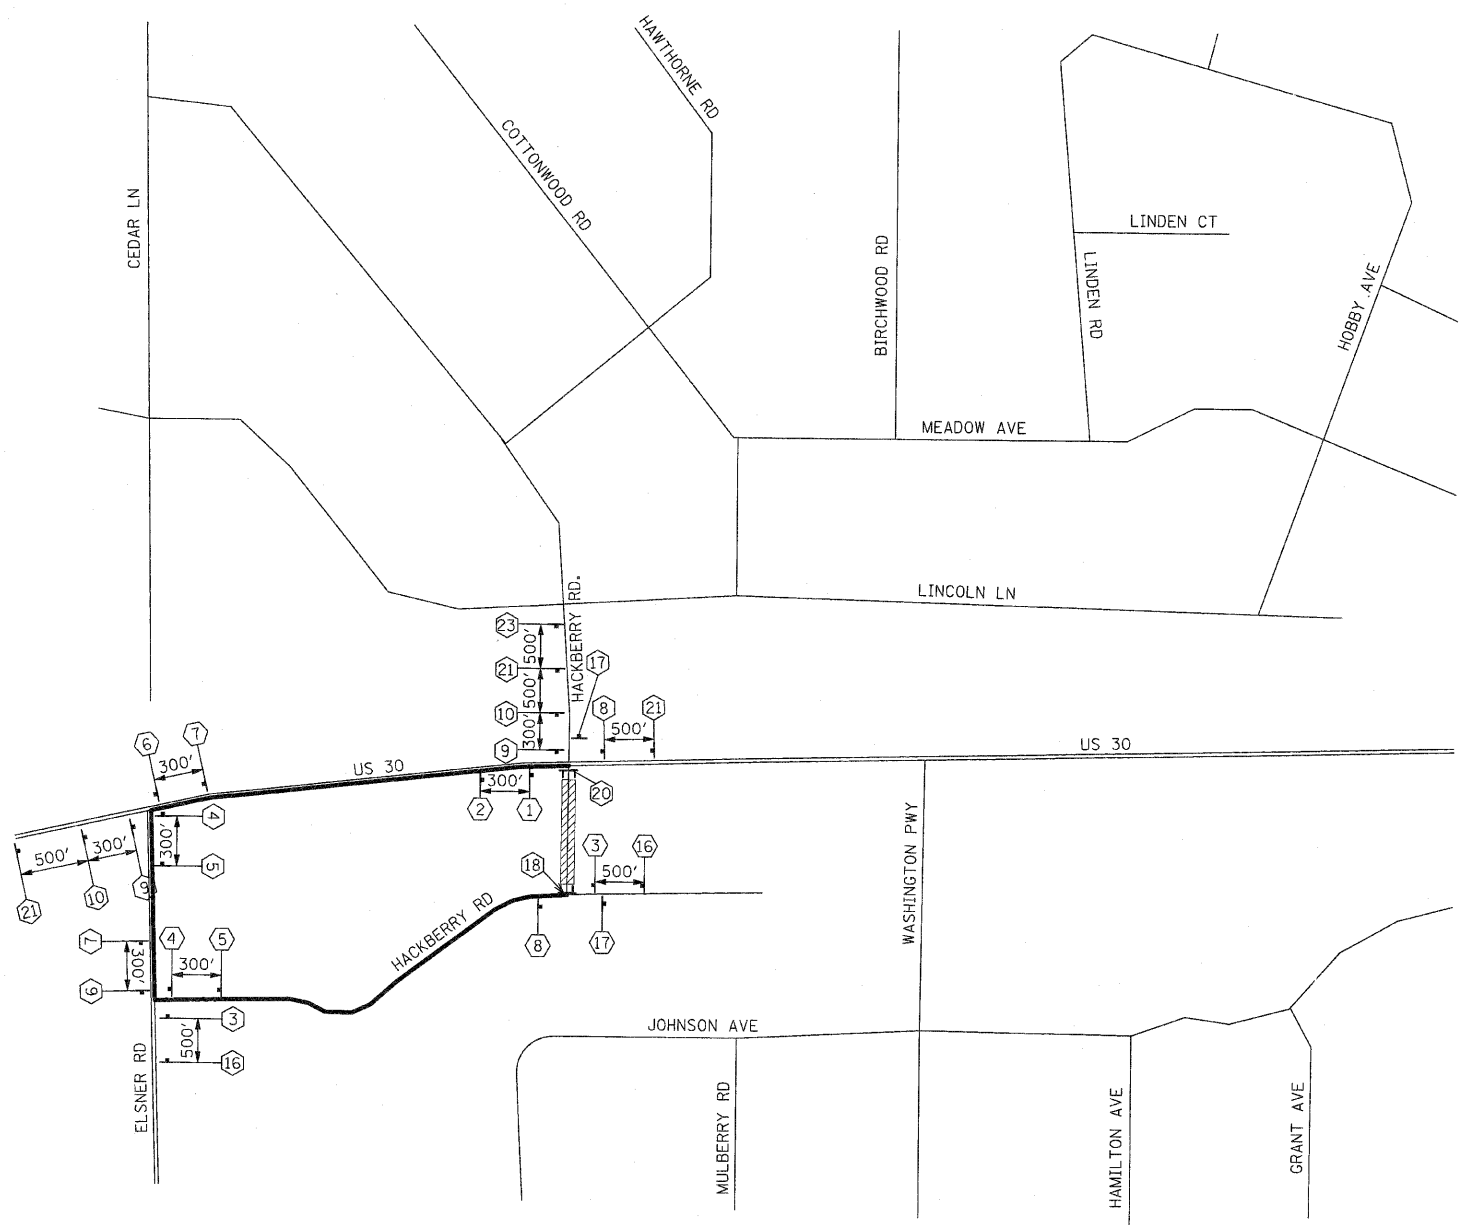 HAWTHORNE RD
COTTONWOOD RD
CEDAR LN
BIRCHWOOD RD
LINDEN CT
LINDEN RD
HOBBY AVE
MEADOW AVE
LINCOLN LN
HACKBERRY RD.
23
500'
21
500'
10
300'
9
17
8
500'
21
US 30
6
7
300'
US 30
4
300'
5
2
300'
1
20
500'
300'
21
10
9
18
3
16
500'
8
17
WASHINGTON PWY
HACKBERRY RD
7
300'
6
4
5
300'
3
500'
16
ELSNER RD
JOHNSON AVE
MULBERRY RD
HAMILTON AVE
GRANT AVE